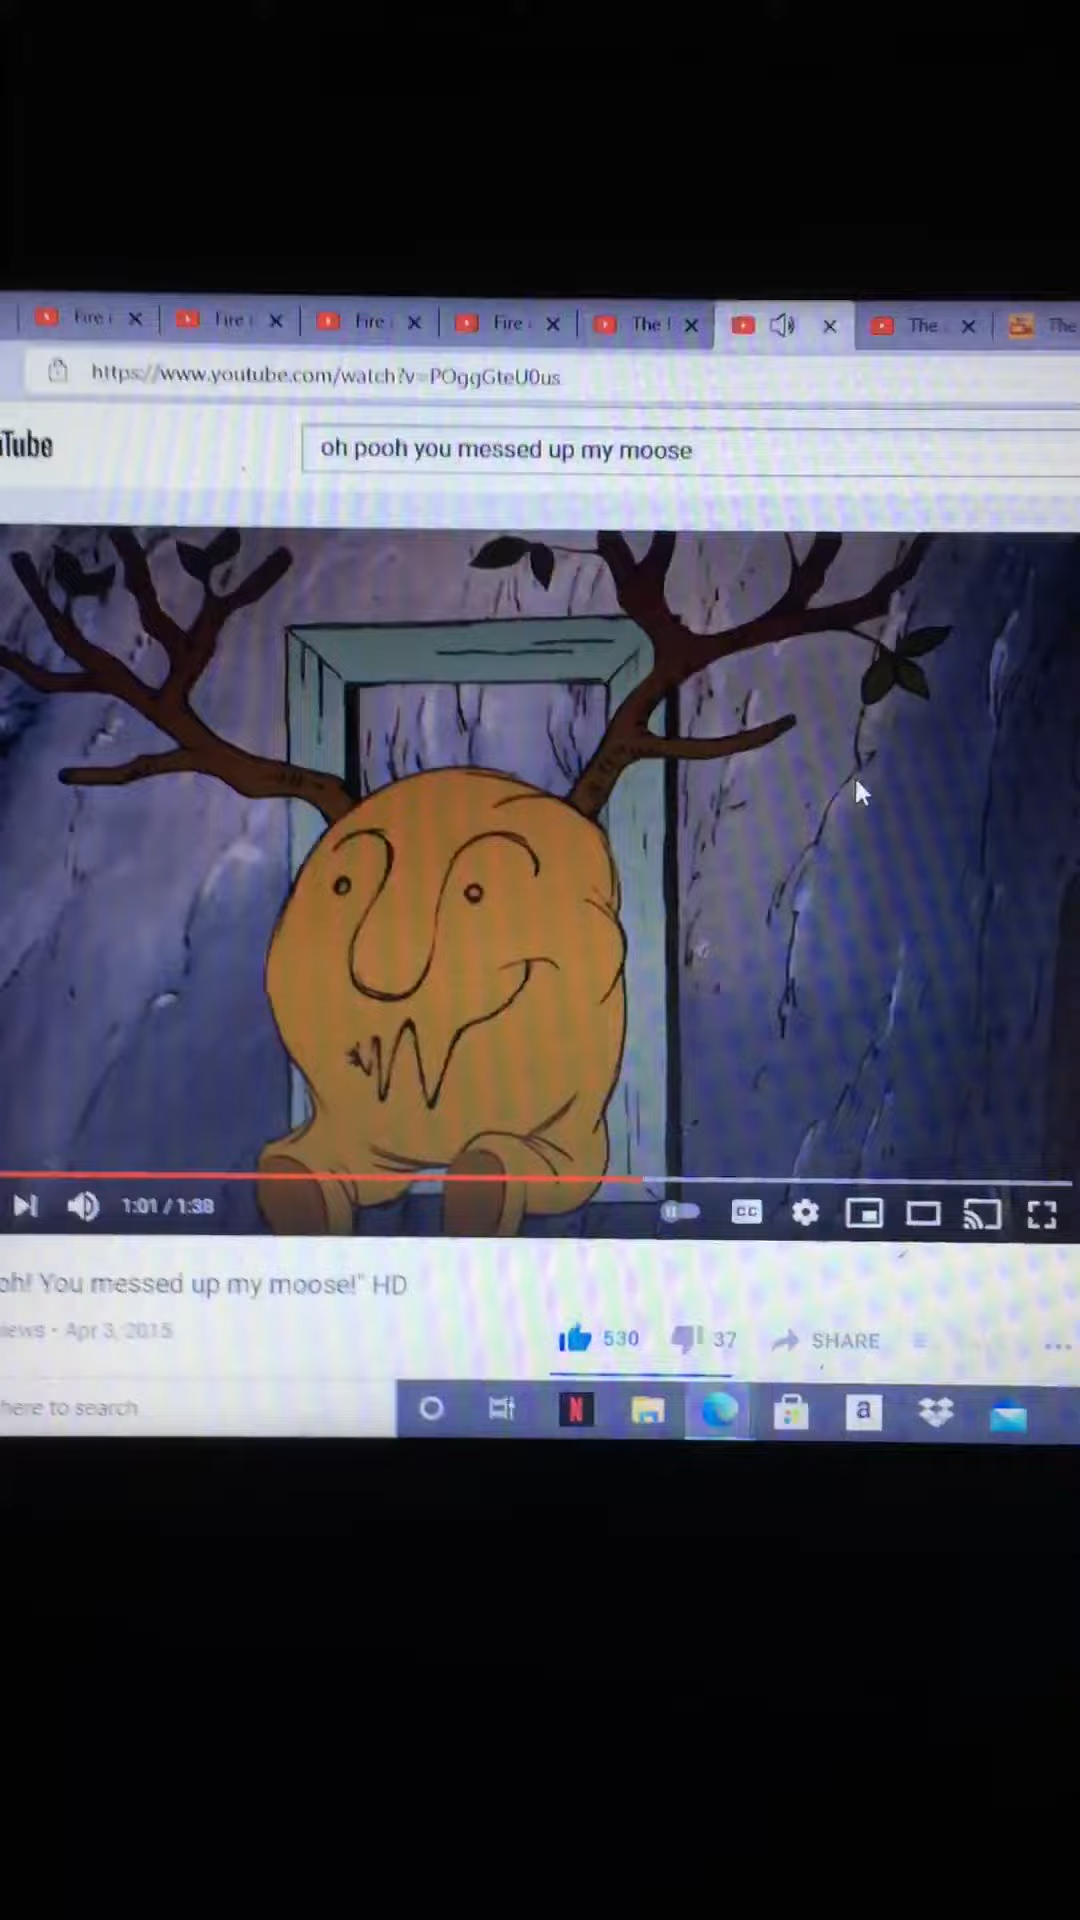 Fire Fire Fire Fire The The The
https://www.youtube.com/watch?v=POggGteU0us
Tube
oh pooh you messed up my moose
1:01 / 1:38
CC
oh! You messed up my moose!" HD
iews • Apr 3, 2015
530 37 SHARE
here to search
N a